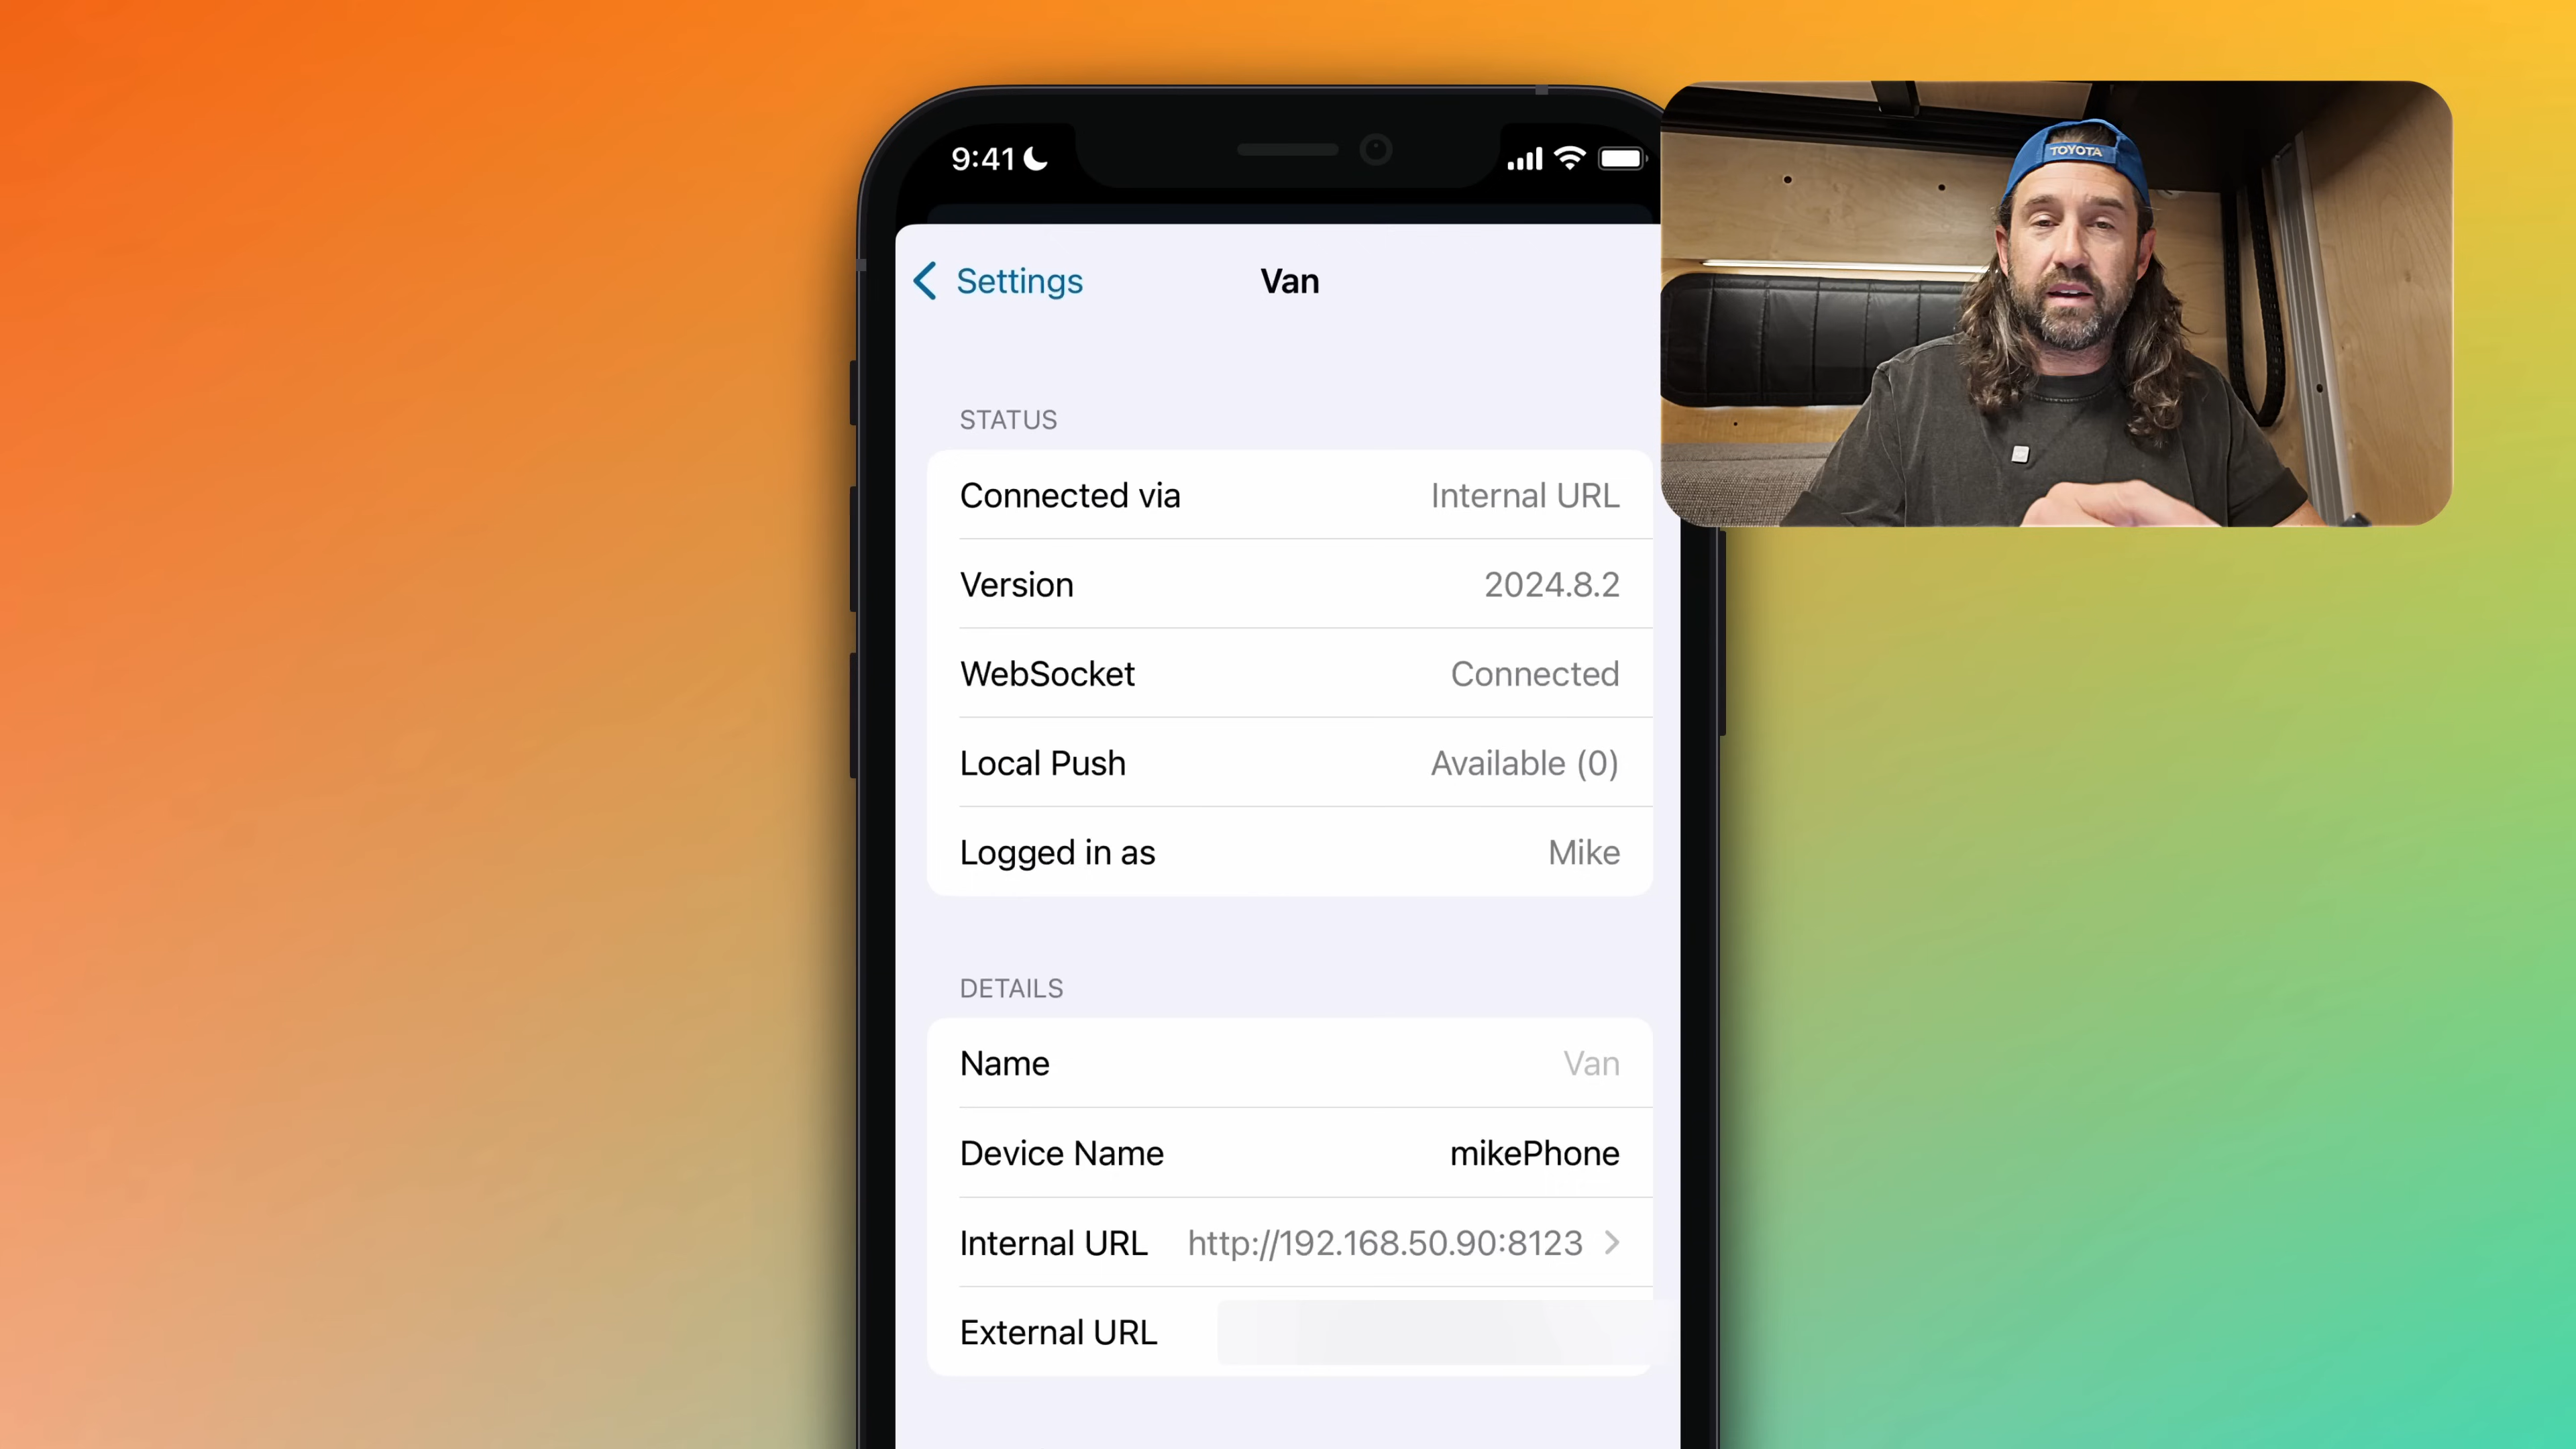 9:41
TOYOTA
Settings
Van
STATUS
Connected via Internal URL
Version 2024.8.2
WebSocket Connected
Local Push Available (0)
Logged in as Mike
DETAILS
Name Van
Device Name mikePhone
Internal URL http://192.168.50.90:8123
External URL